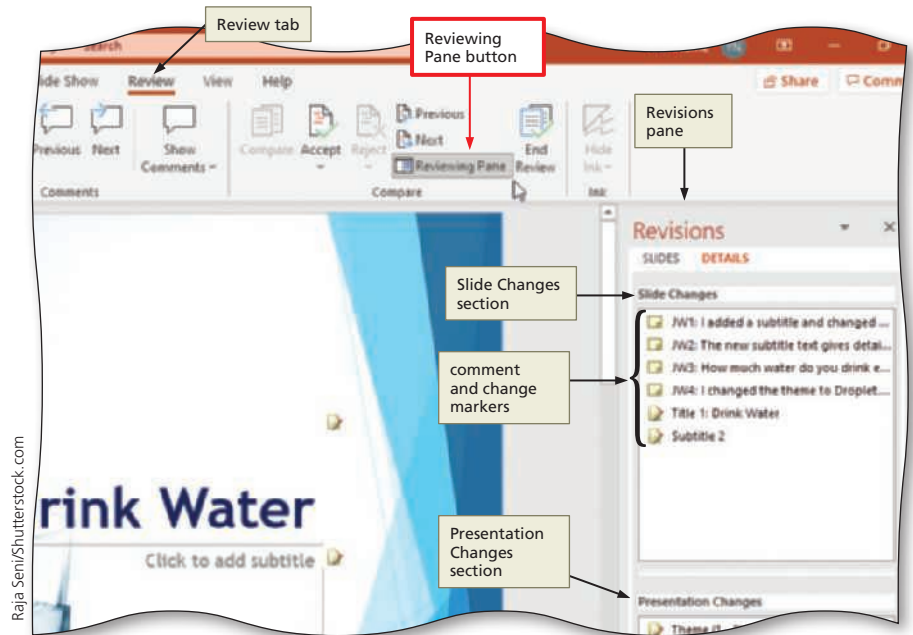 Review tab
Search
Reviewing
Pane button
ide Show Review View Help
Share Comm
Revisions
pane
Previous Next
Show
Comments
Comments
Compare Accept Reject
Previous
Next
Reviewing Pane
End
Review
Compare
Hide
Ink
Ink
Revisions
SLIDES DETAILS
Slide Changes
section
Slide Changes
JW1: I added a subtitle and changed ...
JW2: The new subtitle text gives detai...
JW3: How much water do you drink e...
JW4: I changed the theme to Droplet....
Title 1: Drink Water
Subtitle 2
comment
and change
markers
rink Water
Click to add subtitle
Presentation
Changes
section
Presentation Changes
Raja Seni/Shutterstock.com